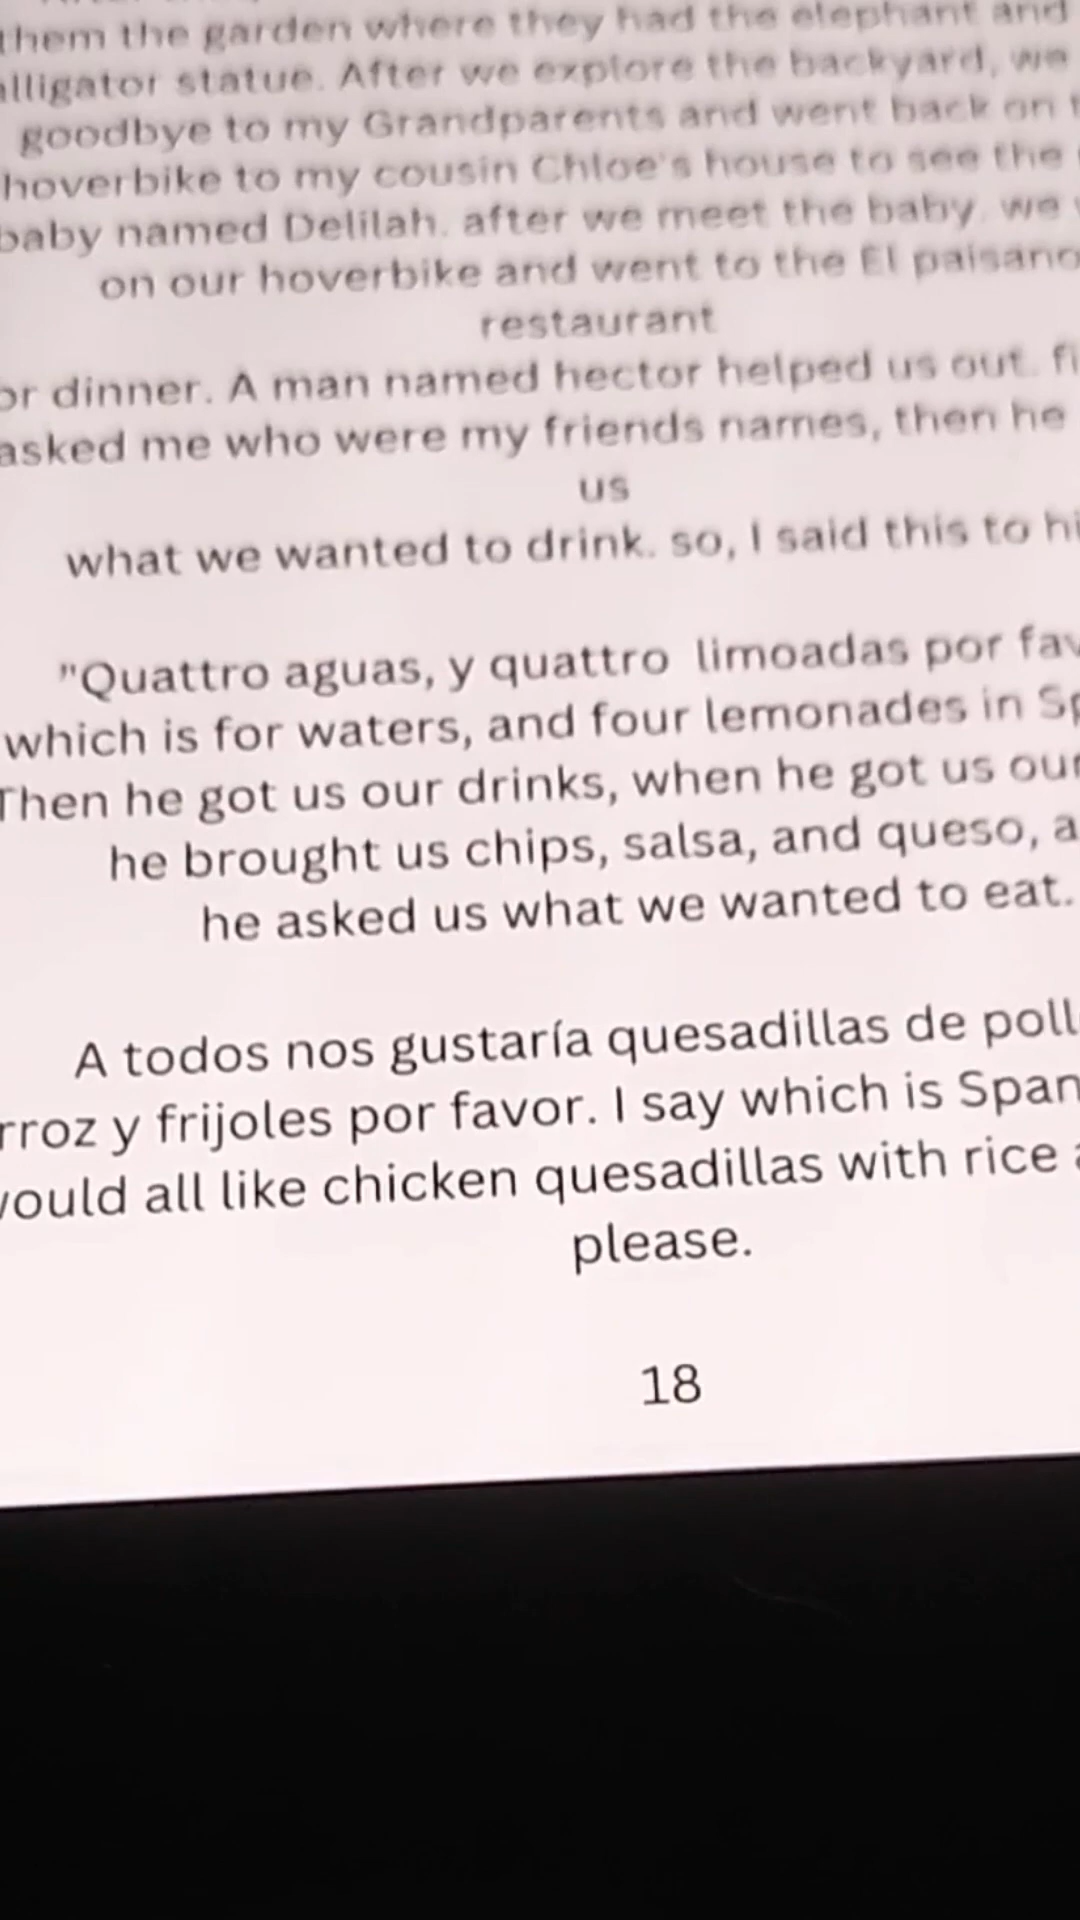 them the garden where they had the elephant and
alligator statue. After we explore the backyard, we
goodbye to my Grandparents and went back on
hoverbike to my cousin Chloe's house to see the
baby named Delilah. after we meet the baby. we
on our hoverbike and went to the El paisano
restaurant
or dinner. A man named hector helped us out. fi
asked me who were my friends names, then he
us
what we wanted to drink. so, I said this to hi
"Quattro aguas, y quattro limoadas por fav
which is for waters, and four lemonades in Sp
Then he got us our drinks, when he got us our
he brought us chips, salsa, and queso, a
he asked us what we wanted to eat.
A todos nos gustaría quesadillas de poll
rroz y frijoles por favor. I say which is Span
would all like chicken quesadillas with rice
please.
18